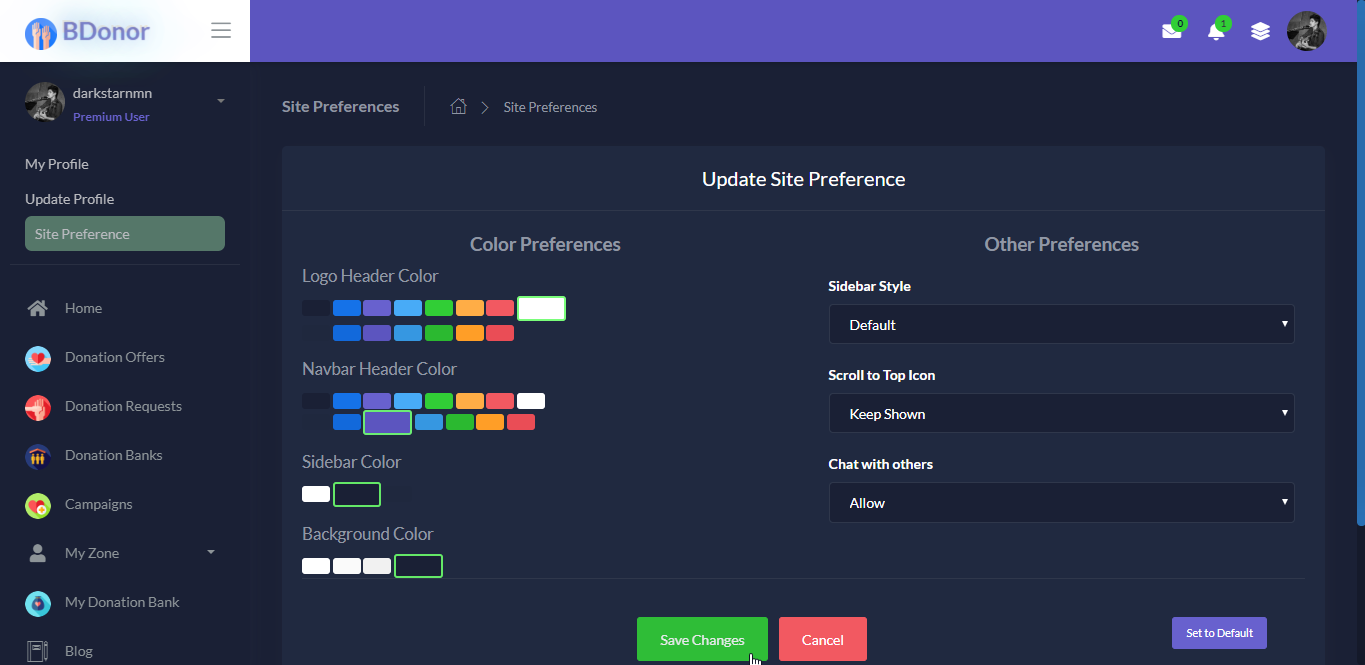 BDonor
0
1
darkstarnmn
Premium User
My Profile
Update Profile
Site Preference
Home
Donation Offers
Donation Requests
Donation Banks
Campaigns
My Zone
My Donation Bank
Blog
Site Preferences
Site Preferences
Update Site Preference
Color Preferences
Logo Header Color
Navbar Header Color
Sidebar Color
Background Color
Other Preferences
Sidebar Style
Default
Scroll to Top Icon
Keep Shown
Chat with others
Allow
Save Changes
Cancel
Set to Default